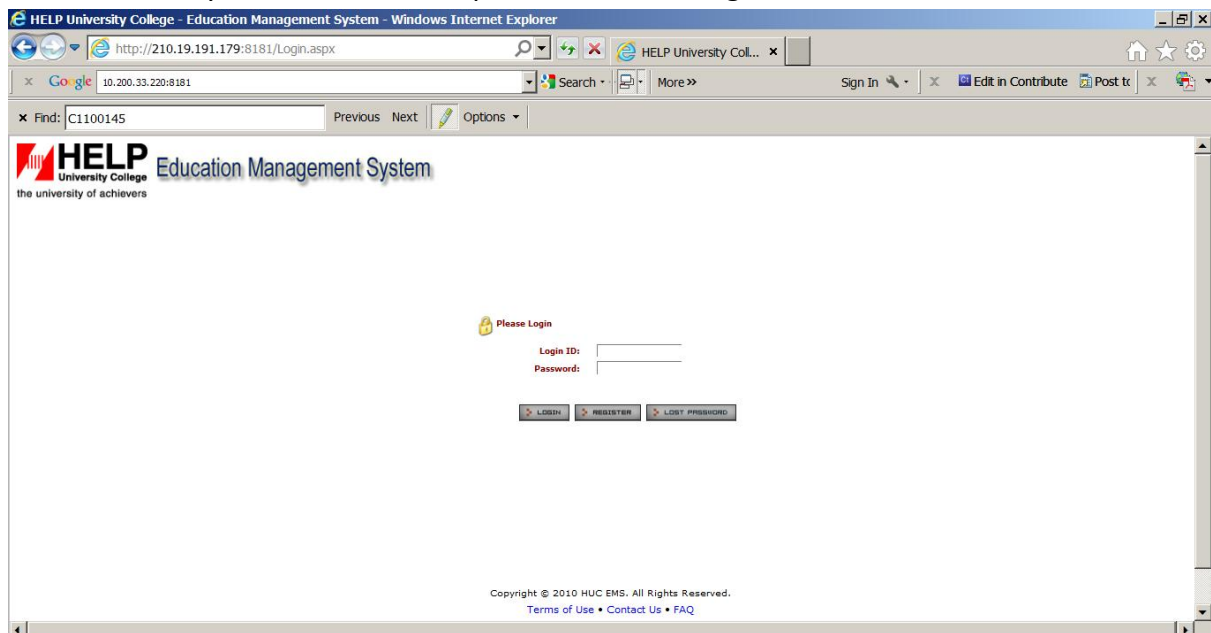 HELP University College - Education Management System - Windows Internet Explorer
http://210.19.191.179:8181/Login.aspx
HELP University Coll...
Google 10.200.33.220:8181 Search More >> Sign In Edit in Contribute Post to
x Find: C1100145 Previous Next Options
HELP
University College
the university of achievers
Education Management System
Please Login
Login ID:
Password:
LOGIN REGISTER LOST PASSWORD
Copyright © 2010 HUC EMS. All Rights Reserved.
Terms of Use • Contact Us • FAQ